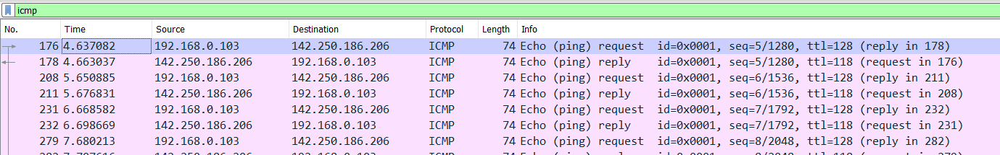 icmp
No. Time Source Destination Protocol Length Info
176 4.637082 192.168.0.103 142.250.186.206 ICMP 74 Echo (ping) request id=0x0001, seq=5/1280, ttl=128 (reply in 178)
178 4.663037 142.250.186.206 192.168.0.103 ICMP 74 Echo (ping) reply id=0x0001, seq=5/1280, ttl=118 (request in 176)
208 5.650885 192.168.0.103 142.250.186.206 ICMP 74 Echo (ping) request id=0x0001, seq=6/1536, ttl=128 (reply in 211)
211 5.676831 142.250.186.206 192.168.0.103 ICMP 74 Echo (ping) reply id=0x0001, seq=6/1536, ttl=118 (request in 208)
231 6.668582 192.168.0.103 142.250.186.206 ICMP 74 Echo (ping) request id=0x0001, seq=7/1792, ttl=128 (reply in 232)
232 6.698669 142.250.186.206 192.168.0.103 ICMP 74 Echo (ping) reply id=0x0001, seq=7/1792, ttl=118 (request in 231)
279 7.680213 192.168.0.103 142.250.186.206 ICMP 74 Echo (ping) request id=0x0001, seq=8/2048, ttl=128 (reply in 282)